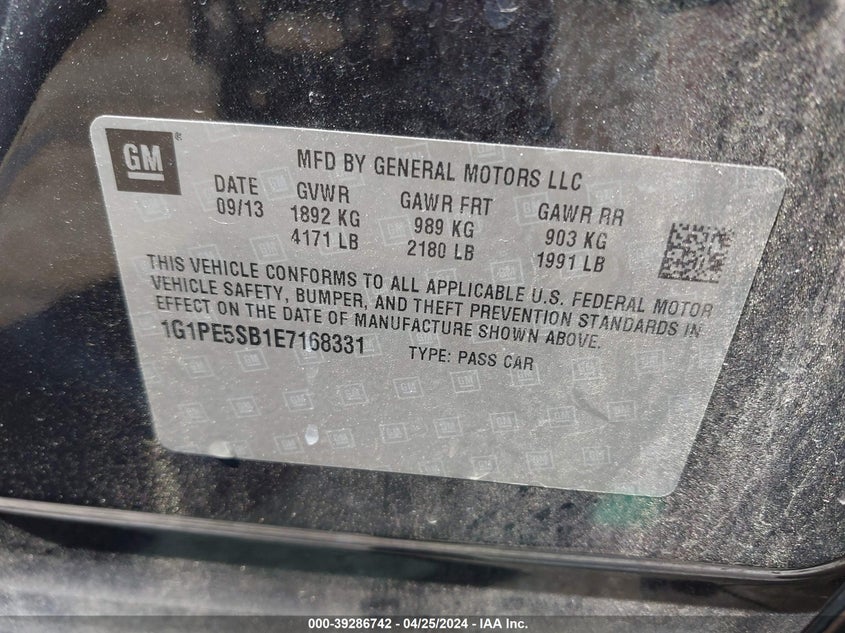 GM
MFD BY GENERAL MOTORS LLC
DATE GVWR GAWR FRT GAWR RR
09/13 1892 KG 989 KG 903 KG
4171 LB 2180 LB 1991 LB
THIS VEHICLE CONFORMS TO ALL APPLICABLE U.S. FEDERAL MOTOR
VEHICLE SAFETY, BUMPER, AND THEFT PREVENTION STANDARDS IN
EFFECT ON THE DATE OF MANUFACTURE SHOWN ABOVE.
1G1PE5SB1E7168331 TYPE: PASS CAR
000-39286742 - 04/25/2024 - IAA Inc.